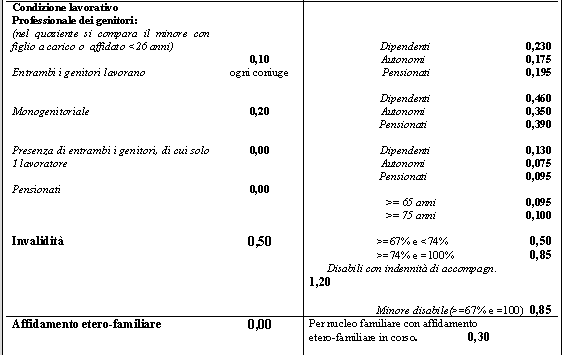 Condizione lavorativo
Professionale dei genitori:
(nel quoziente si compara il minore con
figlio a carico o affidato <26 anni)
Dipendenti 0,230
0,10 Autonomi 0,175
Entrambi i genitori lavorano ogni coniuge Pensionati 0,195
Dipendenti 0,460
Monogenitoriale 0,20 Autonomi 0,350
Pensionati 0,390
Presenza di entrambi i genitori, di cui solo 0,00 Dipendenti 0,130
1 lavoratore Autonomi 0,075
Pensionati 0,095
Pensionati 0,00
>= 65 anni 0,095
>= 75 anni 0,100
Invalidità 0,50 >=67% e <74% 0,50
>=74% e =100% 0,85
Disabili con indennità di accompagn.
1,20
Minore disabile(>=67% e =100) 0,85
Affidamento etero-familiare 0,00 Per nucleo familiare con affidamento
etero-familiare in corso. 0,30